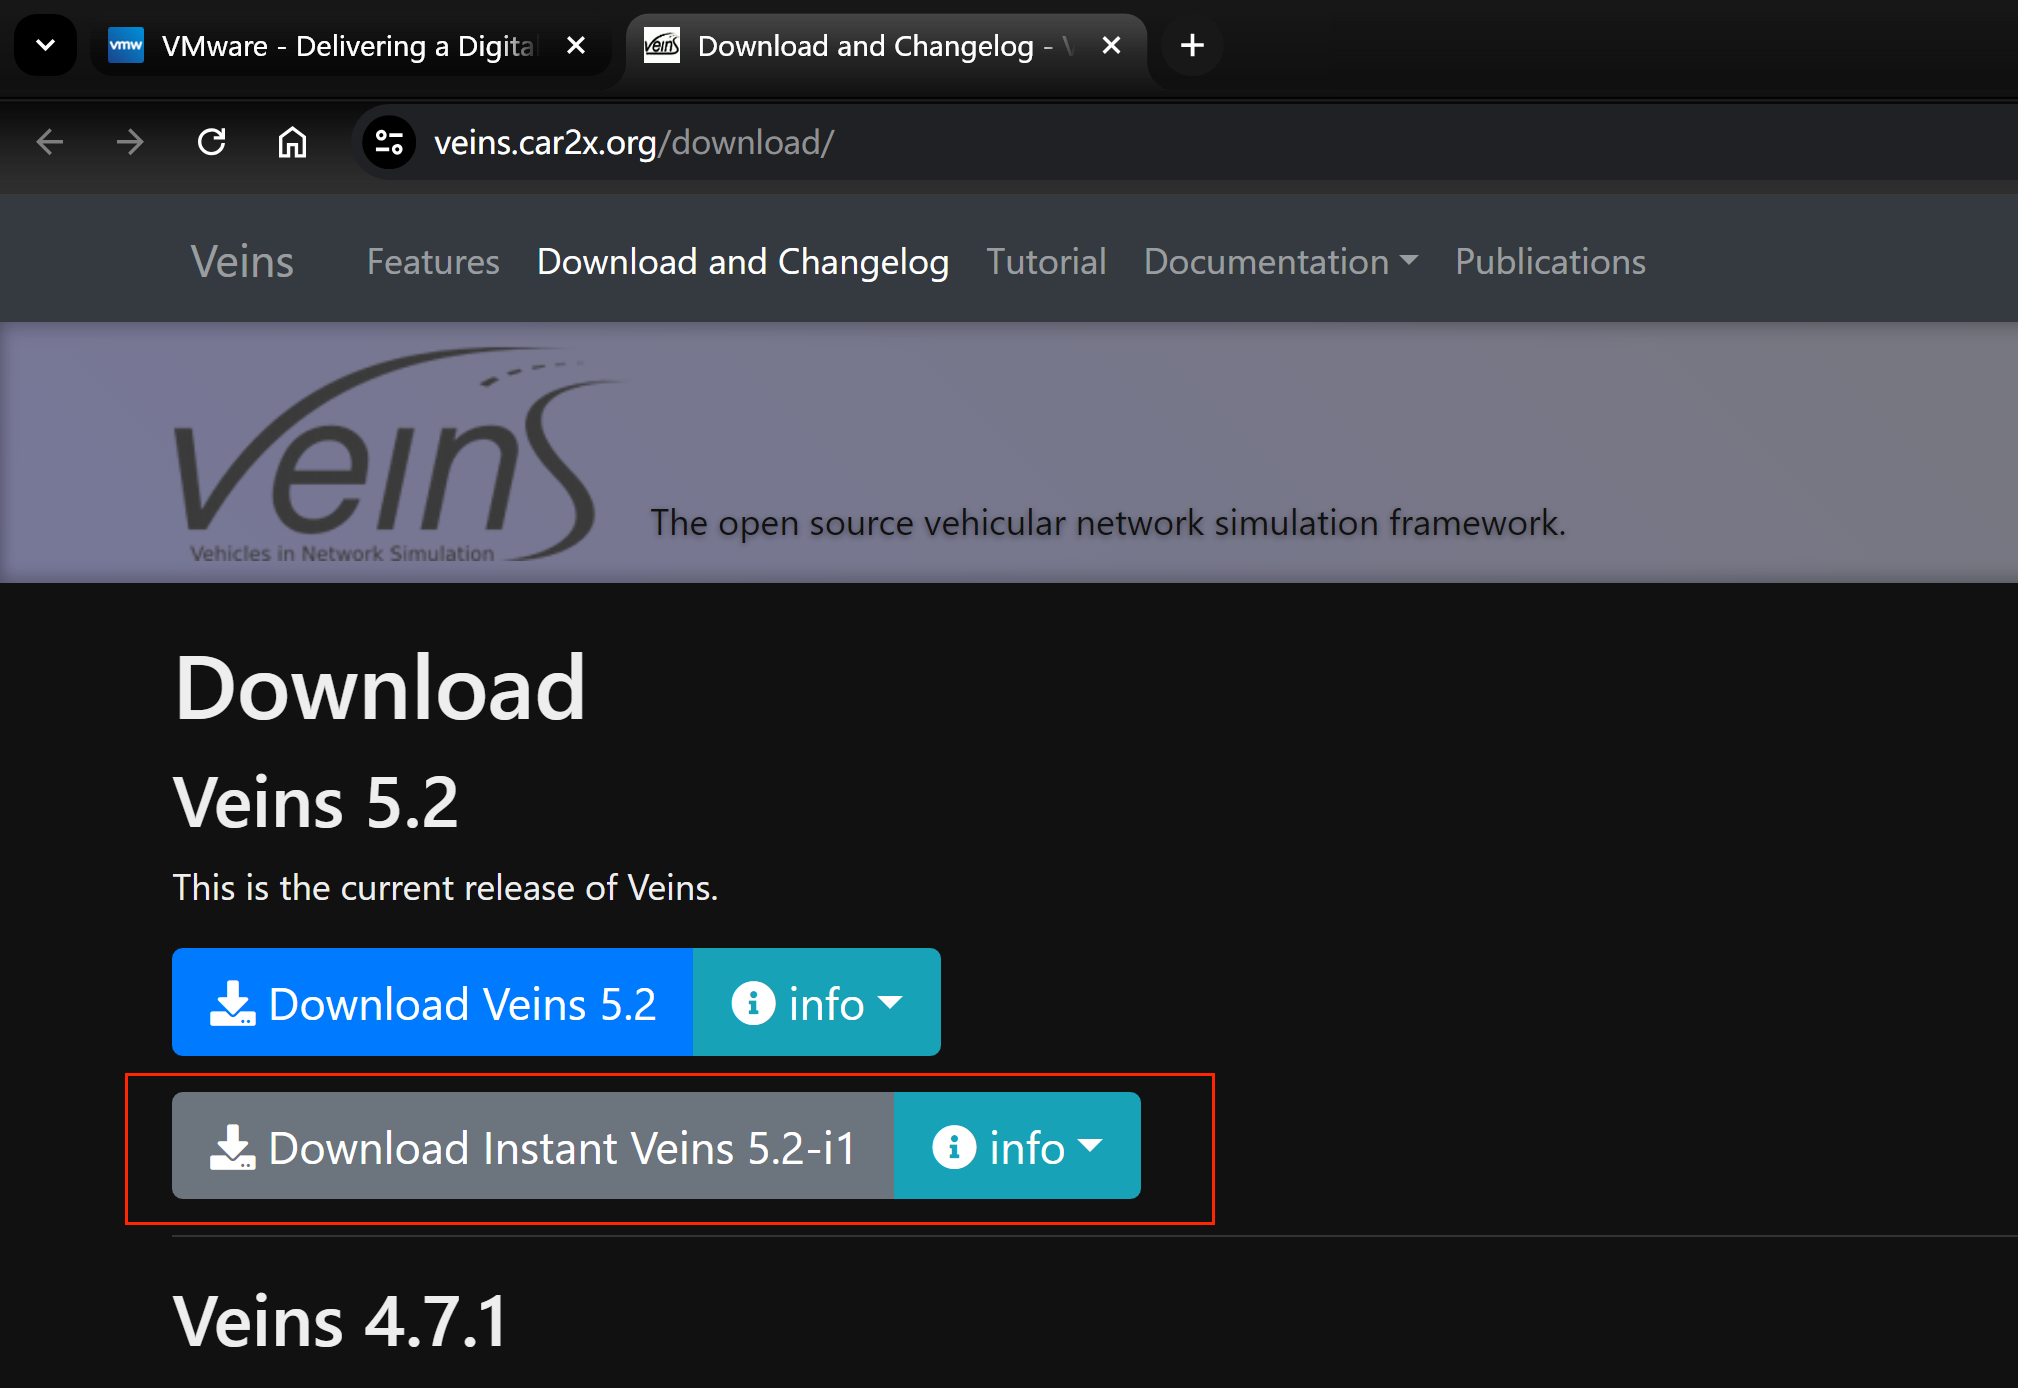 vmw VMware - Delivering a Digita
veins Download and Changelog - V
veins.car2x.org/download/
Veins Features Download and Changelog Tutorial Documentation Publications
veins
Vehicles in Network Simulation
The open source vehicular network simulation framework.
Download
Veins 5.2
This is the current release of Veins.
Download Veins 5.2 info
Download Instant Veins 5.2-i1 info
Veins 4.7.1